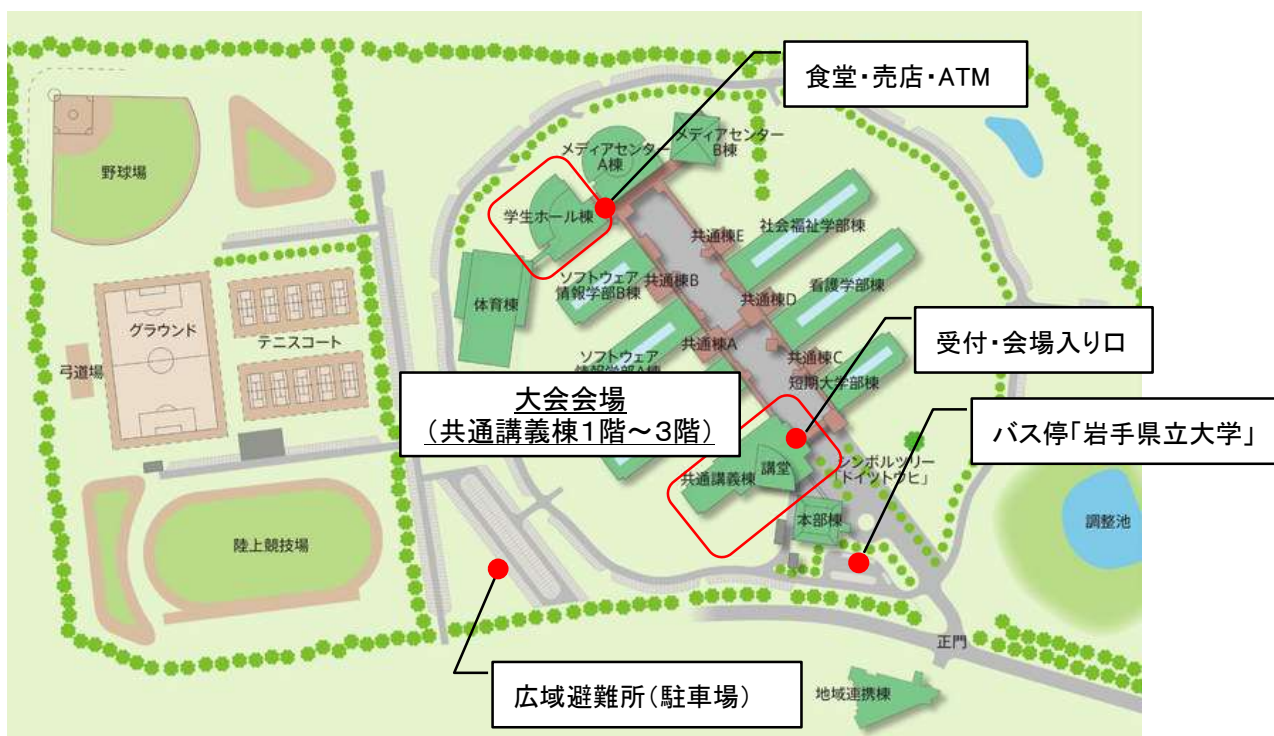 食堂・売店・ATM
メディアセンター
B棟
メディアセンター
A棟
野球場
学生ホール棟
社会福祉学部棟
共通棟E
ソフトウェア
情報学部B棟
共通棟B
看護学部棟
体育棟
共通棟D
グラウンド
テニスコート
受付・会場入り口
共通棟A
ソフトウェア
情報学部A棟
共通棟C
弓道場
短期大学部棟
大会会場
(共通講義棟1階～3階)
バス停「岩手県立大学」
シンボルツリー
「ドイツトウヒ」
講堂
共通講義棟
本部棟
調整池
陸上競技場
正門
広域避難所(駐車場)
地域連携棟